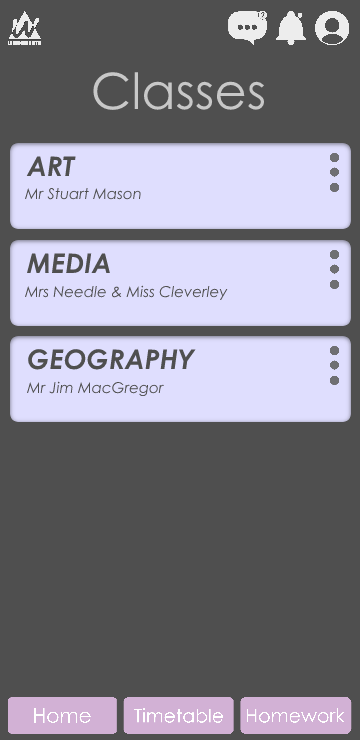 Classes
ART
Mr Stuart Mason
MEDIA
Mrs Needle & Miss Cleverley
GEOGRAPHY
Mr Jim MacGregor
Home
Timetable
Homework